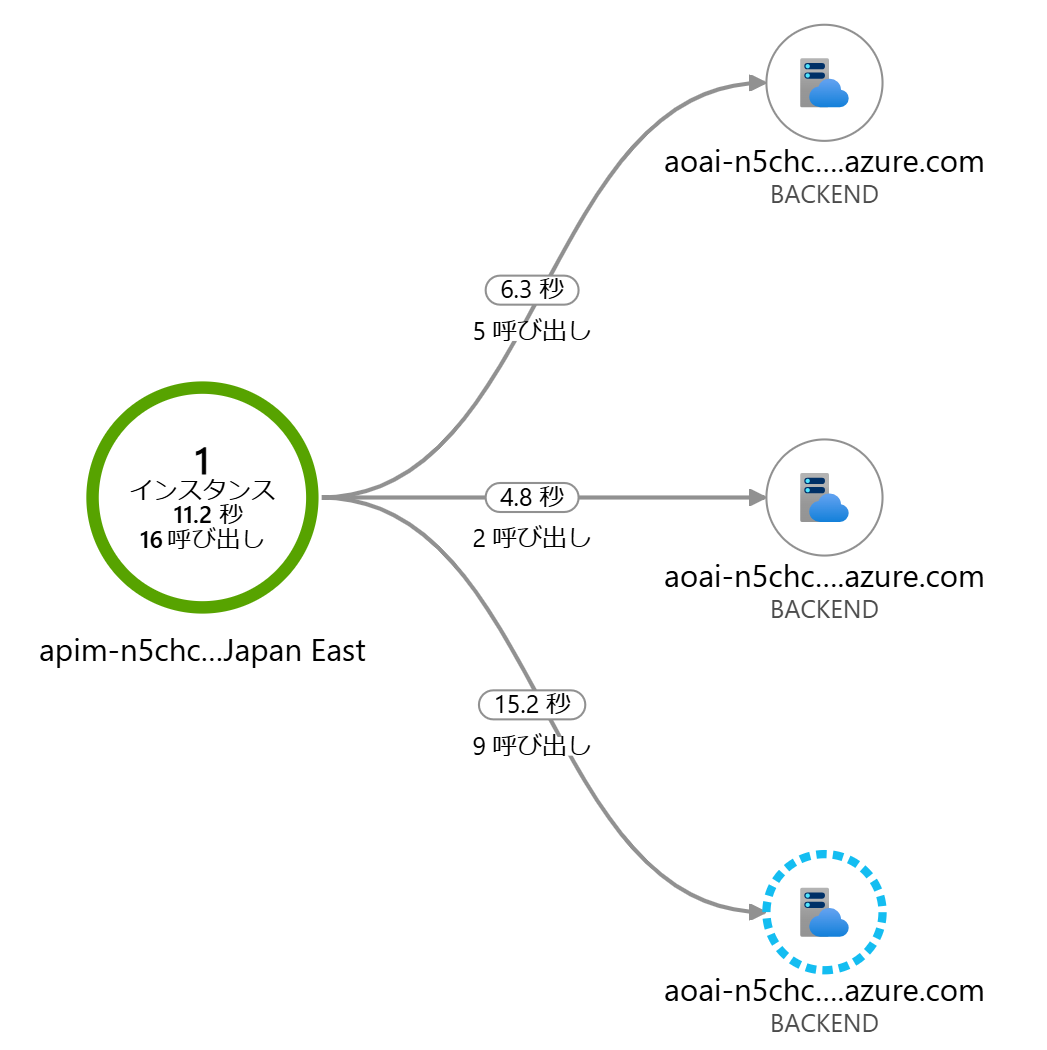 aoai-n5chc....azure.com
BACKEND
6.3 秒
5 呼び出し
1
インスタンス
11.2 秒
16 呼び出し
apim-n5chc...Japan East
4.8 秒
2 呼び出し
aoai-n5chc....azure.com
BACKEND
15.2 秒
9 呼び出し
aoai-n5chc....azure.com
BACKEND